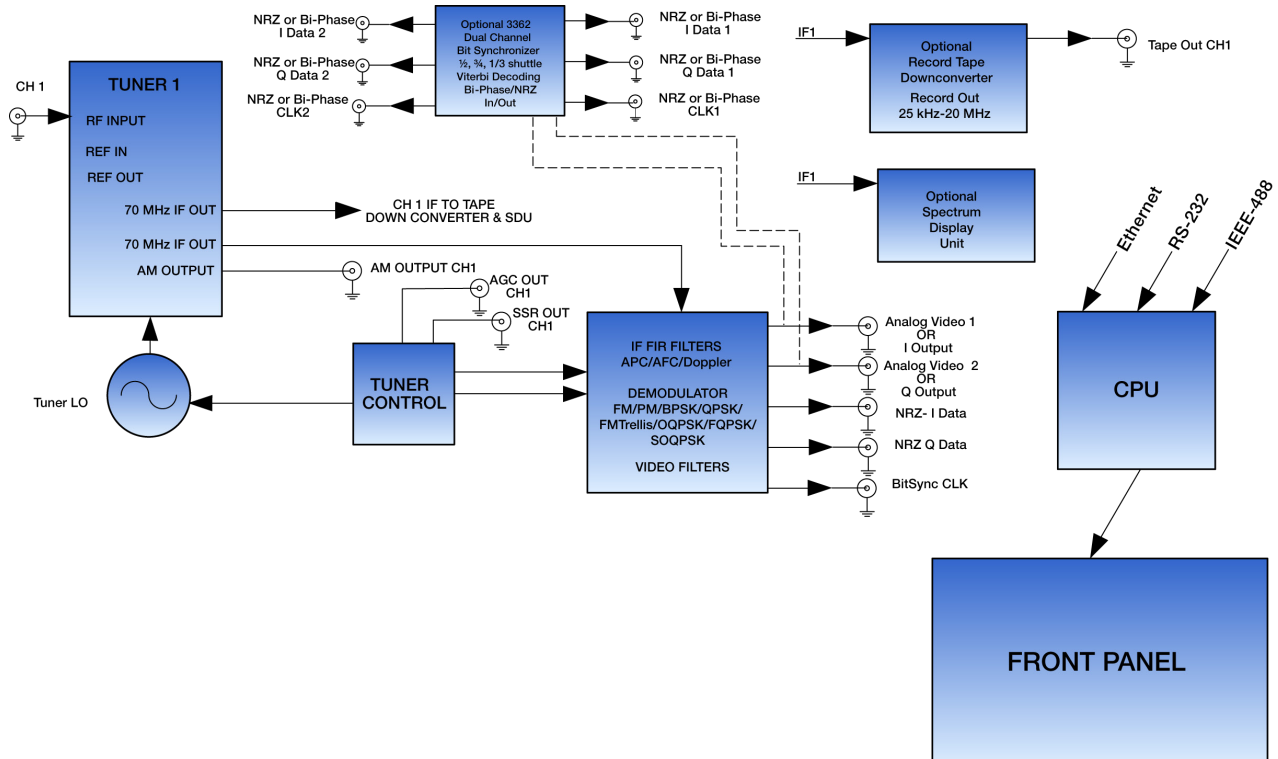 CH 1
TUNER 1
RF INPUT
REF IN
REF OUT
70 MHz IF OUT
70 MHz IF OUT
AM OUTPUT
NRZ or Bi-Phase
I Data 2
NRZ or Bi-Phase
Q Data 2
NRZ or Bi-Phase
CLK2
Optional 3362
Dual Channel
Bit Synchronizer
½, ¾, 1/3 shuttle
Viterbi Decoding
Bi-Phase/NRZ
In/Out
NRZ or Bi-Phase
I Data 1
NRZ or Bi-Phase
Q Data 1
NRZ or Bi-Phase
CLK1
IF1
Optional
Record Tape
Downconverter
Record Out
25 kHz-20 MHz
Tape Out CH1
IF1
Optional
Spectrum
Display
Unit
CH 1 IF TO TAPE
DOWN CONVERTER & SDU
AM OUTPUT CH1
AGC OUT
CH1
SSR OUT
CH1
Tuner LO
TUNER
CONTROL
IF FIR FILTERS
APC/AFC/Doppler
DEMODULATOR
FM/PM/BPSK/QPSK/
FMTrellis/OQPSK/FQPSK/
SOQPSK
VIDEO FILTERS
Analog Video 1
OR
I Output
Analog Video 2
OR
Q Output
NRZ- I Data
NRZ Q Data
BitSync CLK
Ethernet
RS-232
IEEE-488
CPU
FRONT PANEL